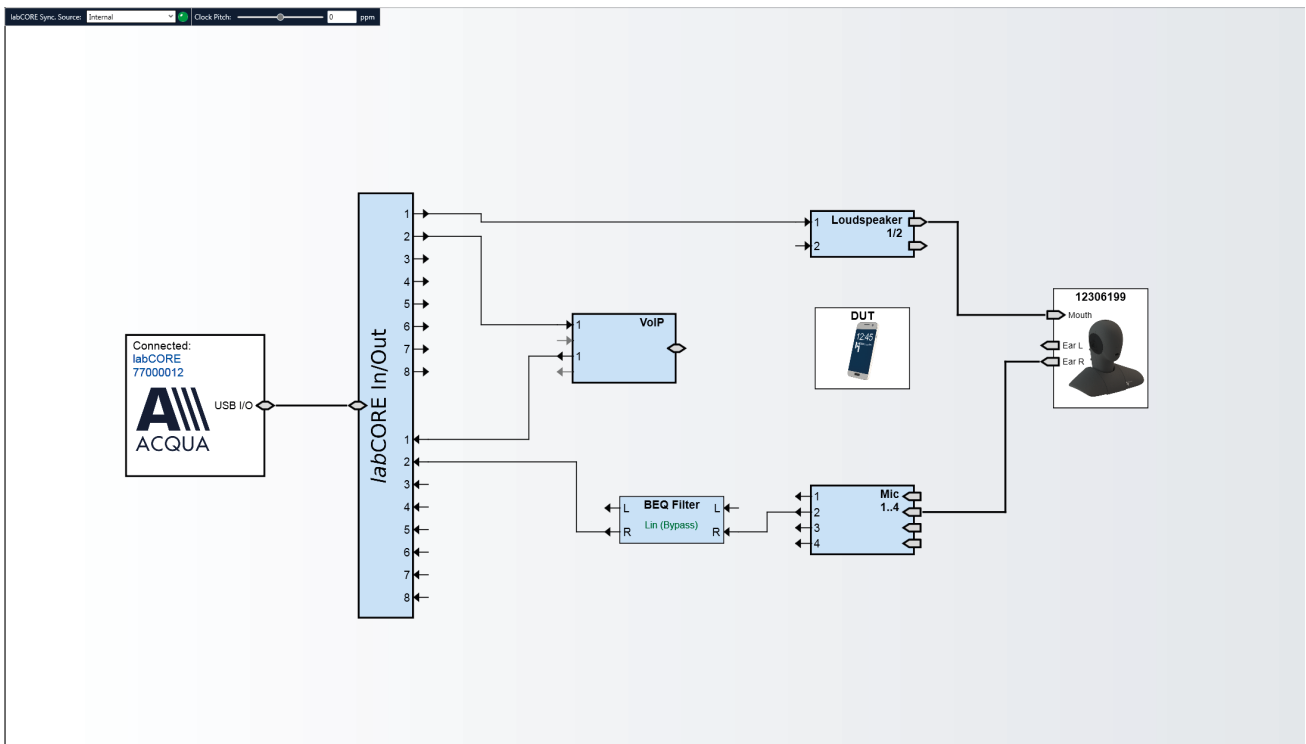 labCORE Sync. Source: Internal Clock Pitch: 0 ppm
Connected:
labCORE
77000012
USB I/O
ACQUA
labCORE In/Out
1
2
3
4
5
6
7
8
1
2
3
4
5
6
7
8
VoIP
1
1
Loudspeaker
1/2
1
2
DUT
12:45
12306199
Mouth
Ear L
Ear R
BEQ Filter
L L
Lin (Bypass)
R R
Mic
1..4
1
2
3
4